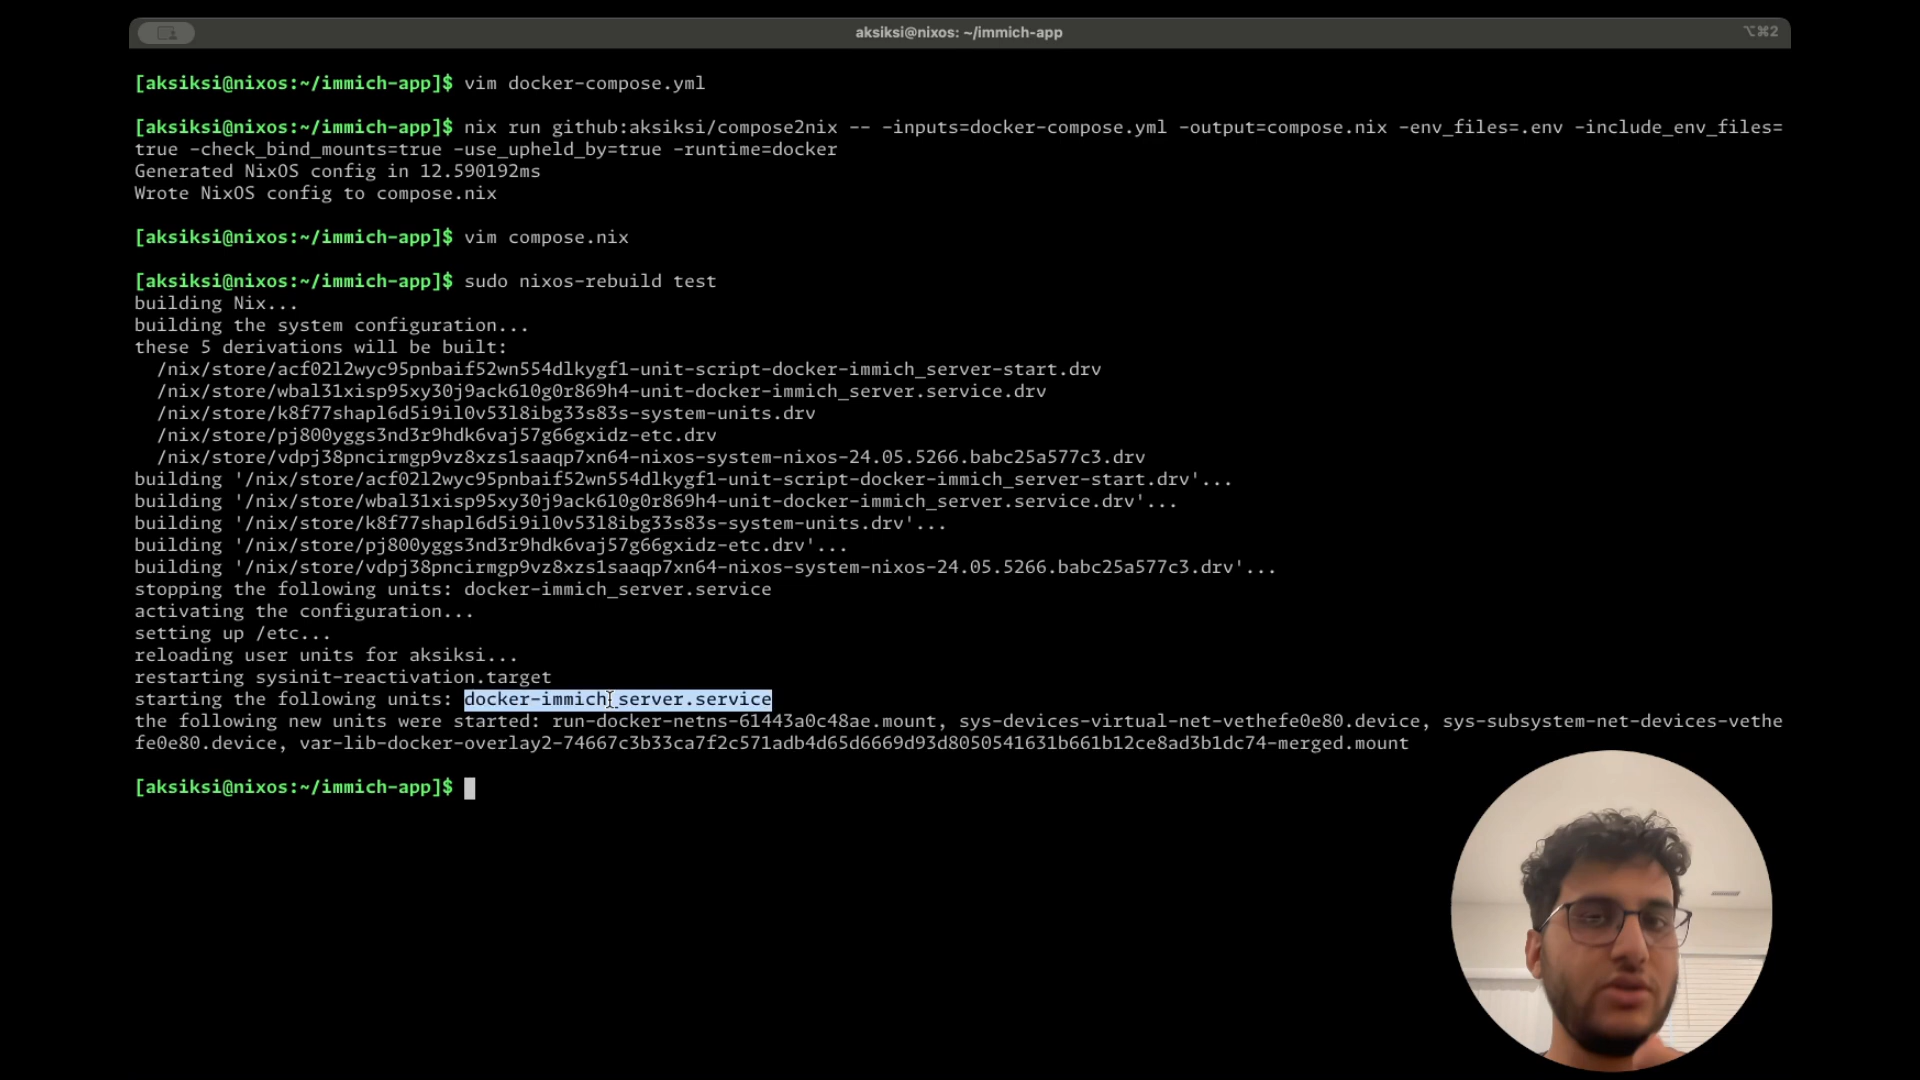 aksiksi@nixos: ~/immich-app
⌥⌘2
[aksiksi@nixos:~/immich-app]$ vim docker-compose.yml
[aksiksi@nixos:~/immich-app]$ nix run github:aksiksi/compose2nix -- -inputs=docker-compose.yml -output=compose.nix -env_files=.env -include_env_files=
true -check_bind_mounts=true -use_upheld_by=true -runtime=docker
Generated NixOS config in 12.590192ms
Wrote NixOS config to compose.nix
[aksiksi@nixos:~/immich-app]$ vim compose.nix
[aksiksi@nixos:~/immich-app]$ sudo nixos-rebuild test
building Nix...
building the system configuration...
these 5 derivations will be built:
/nix/store/acf02l2wyc95pnbaif52wn554dlkygf1-unit-script-docker-immich_server-start.drv
/nix/store/wbal31xisp95xy30j9ack610g0r869h4-unit-docker-immich_server.service.drv
/nix/store/k8f77shapl6d5i9il0v53l8ibg33s83s-system-units.drv
/nix/store/pj800yggs3nd3r9hdk6vaj57g66gxidz-etc.drv
/nix/store/vdpj38pncirmgp9vz8xzs1saaqp7xn64-nixos-system-nixos-24.05.5266.babc25a577c3.drv
building '/nix/store/acf02l2wyc95pnbaif52wn554dlkygf1-unit-script-docker-immich_server-start.drv'...
building '/nix/store/wbal31xisp95xy30j9ack610g0r869h4-unit-docker-immich_server.service.drv'...
building '/nix/store/k8f77shapl6d5i9il0v53l8ibg33s83s-system-units.drv'...
building '/nix/store/pj800yggs3nd3r9hdk6vaj57g66gxidz-etc.drv'...
building '/nix/store/vdpj38pncirmgp9vz8xzs1saaqp7xn64-nixos-system-nixos-24.05.5266.babc25a577c3.drv'...
stopping the following units: docker-immich_server.service
activating the configuration...
setting up /etc...
reloading user units for aksiksi...
restarting sysinit-reactivation.target
starting the following units: docker-immich_server.service
the following new units were started: run-docker-netns-61443a0c48ae.mount, sys-devices-virtual-net-vethefe0e80.device, sys-subsystem-net-devices-vethe
fe0e80.device, var-lib-docker-overlay2-74667c3b33ca7f2c571adb4d65d6669d93d8050541631b661b12ce8ad3b1dc74-merged.mount
[aksiksi@nixos:~/immich-app]$